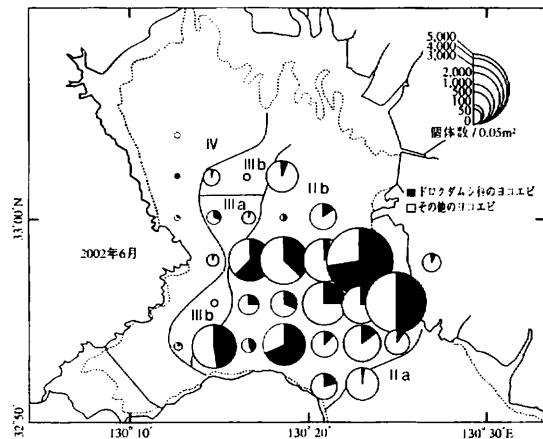 5,000
4,000
3,000
2,000
1,000
500
100
50
0
個体数 / 0.05m²
■ ドロクダムシ科のヨコエビ
□ その他のヨコエビ
IV
III b
II b
III a
33°00' N
2002年6月
III b
II a
32°50'
130°10'
130°20'
130°30'E